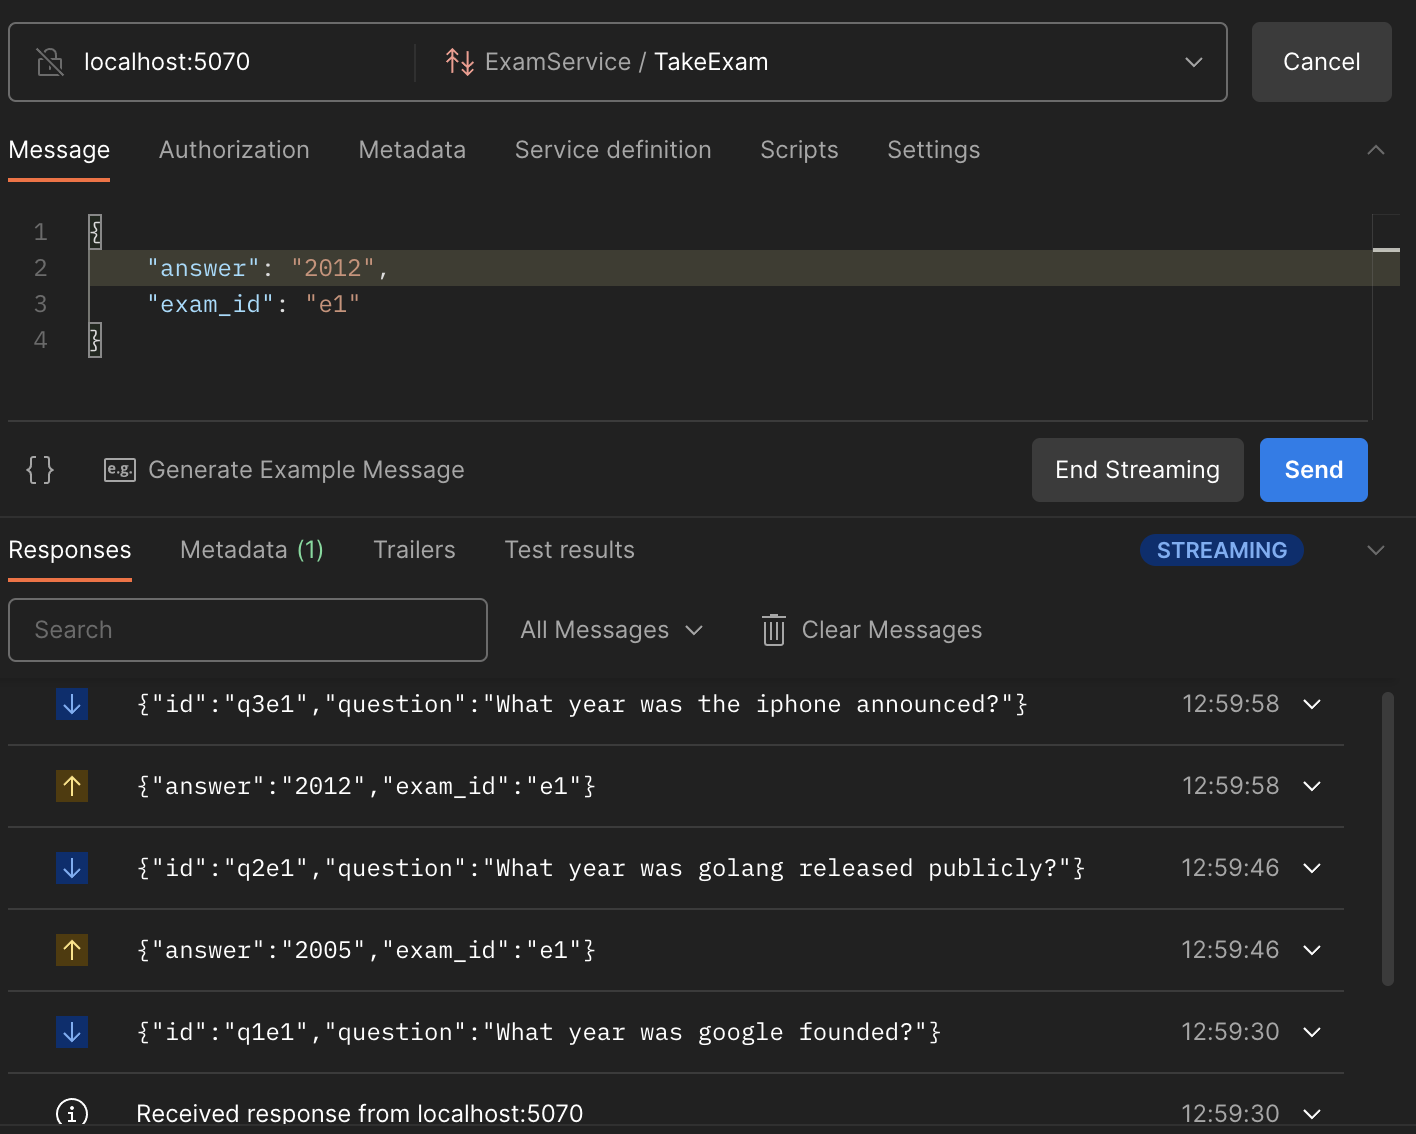 localhost:5070 ExamService / TakeExam Cancel
Message Authorization Metadata Service definition Scripts Settings
1 {
2 "answer": "2012",
3 "exam_id": "e1"
4 }
{} e.g. Generate Example Message End Streaming Send
Responses Metadata (1) Trailers Test results STREAMING
Search All Messages Clear Messages
{"id":"q3e1","question":"What year was the iphone announced?"} 12:59:58
{"answer":"2012","exam_id":"e1"} 12:59:58
{"id":"q2e1","question":"What year was golang released publicly?"} 12:59:46
{"answer":"2005","exam_id":"e1"} 12:59:46
{"id":"q1e1","question":"What year was google founded?"} 12:59:30
Received response from localhost:5070 12:59:30